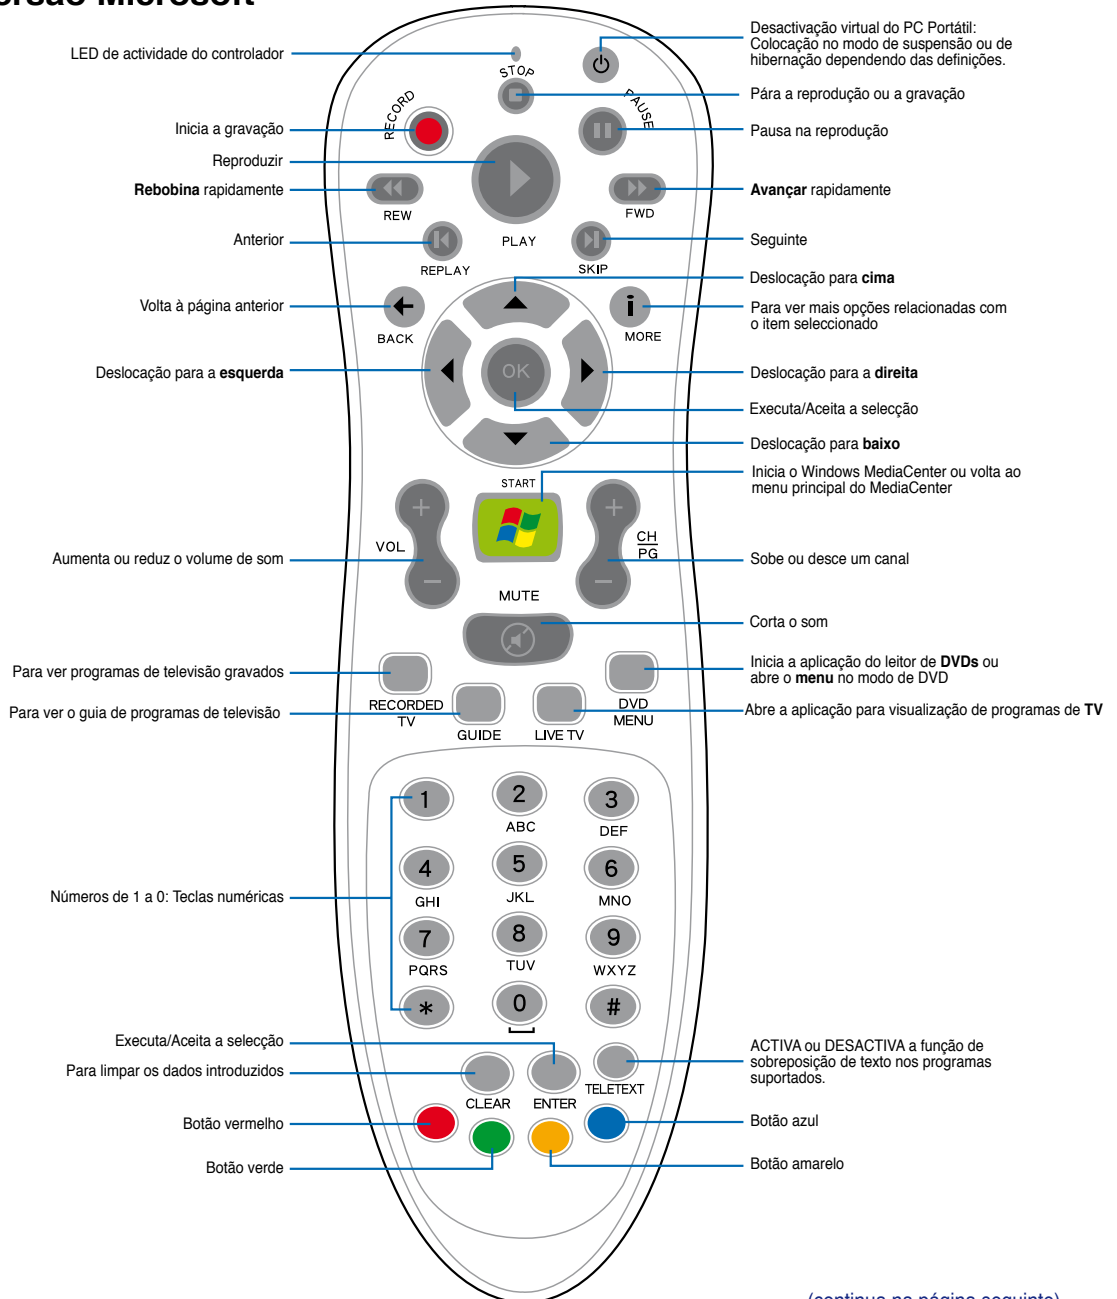 Microsoft
LED de actividade do controlador
Desactivação virtual do PC Portátil:
Colocação no modo de suspensão ou de
hibernação dependendo das definições.
STOP
Pára a reprodução ou a gravação
RECORD
PAUSE
Inicia a gravação
Pausa na reprodução
Reproduzir
Rebobina rapidamente
Avançar rapidamente
REW
FWD
Anterior
PLAY
Seguinte
REPLAY
SKIP
Deslocação para cima
Volta à página anterior
i
Para ver mais opções relacionadas com
o item seleccionado
BACK
MORE
Deslocação para a esquerda
OK
Deslocação para a direita
Executa/Aceita a selecção
Deslocação para baixo
START
Inicia o Windows MediaCenter ou volta ao
menu principal do MediaCenter
+
+
VOL
CH
PG
Aumenta ou reduz o volume de som
Sobe ou desce um canal
−
−
MUTE
Corta o som
Para ver programas de televisão gravados
Inicia a aplicação do leitor de DVDs ou
abre o menu no modo de DVD
RECORDED
TV
DVD
MENU
Para ver o guia de programas de televisão
Abre a aplicação para visualização de programas de TV
GUIDE
LIVE TV
1
2
3
ABC
DEF
4
5
6
GHI
JKL
MNO
Números de 1 a 0: Teclas numéricas
7
8
9
PQRS
TUV
WXYZ
*
0
#
Executa/Aceita a selecção
ACTIVA ou DESACTIVA a função de
sobreposição de texto nos programas
suportados.
Para limpar os dados introduzidos
CLEAR
ENTER
TELETEXT
Botão vermelho
Botão azul
Botão verde
Botão amarelo